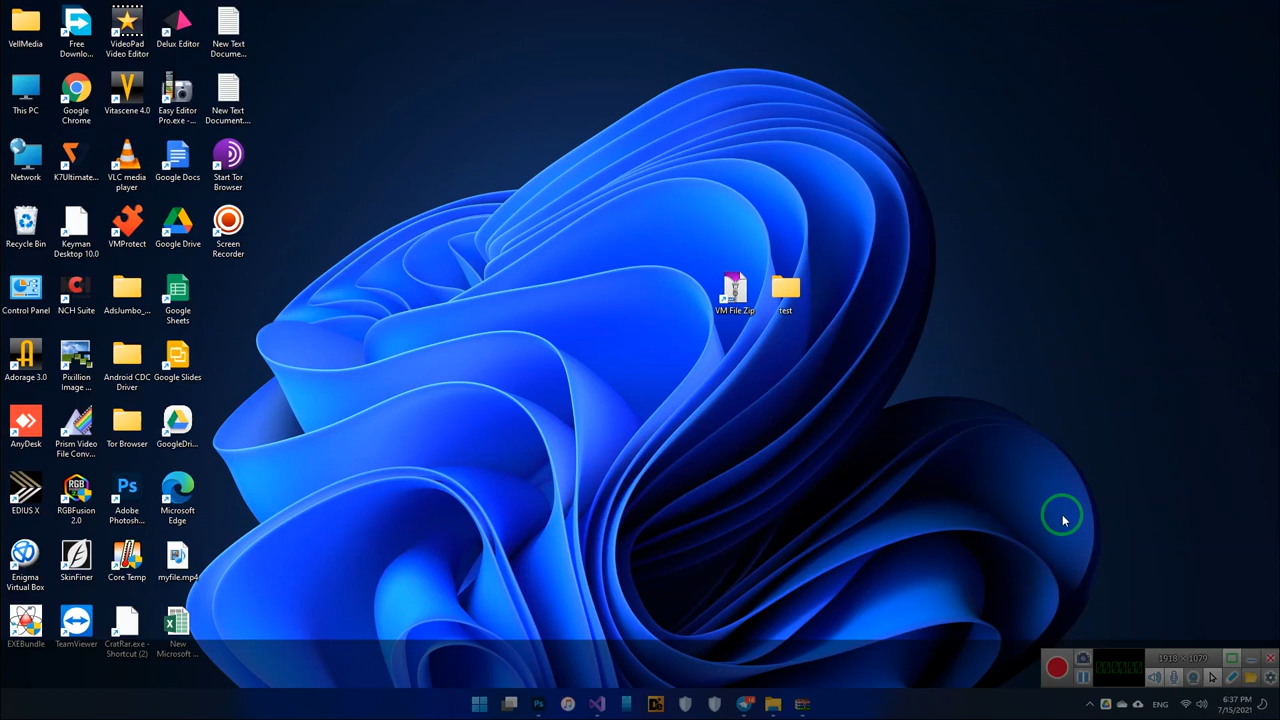 VellMedia
Free
Downlo...
VideoPad
Video Editor
Delux Editor
New Text
Docume...
This PC
Google
Chrome
Vitascene 4.0
Easy Editor
Pro.exe -...
New Text
Document....
Network
K7Ultimate...
VLC media
player
Google Docs
Start Tor
Browser
Recycle Bin
Keyman
Desktop 10.0
VMProtect
Google Drive
Screen
Recorder
Control Panel
NCH Suite
AdsJumbo_...
Google
Sheets
VM File Zip
test
Adorage 3.0
Pixillion
Image ...
Android CDC
Driver
Google Slides
AnyDesk
Prism Video
File Conv...
Tor Browser
GoogleDri...
EDIUS X
RGB
RGBFusion
2.0
Ps
Adobe
Photosh...
Microsoft
Edge
Enigma
Virtual Box
SkinFiner
Core Temp
myfile.mp4
EXEBundle
TeamViewer
CratRar.exe -
Shortcut (2)
New
Microsoft ...
1918 × 1079
Ps
ENG
6:37 PM
7/15/2021